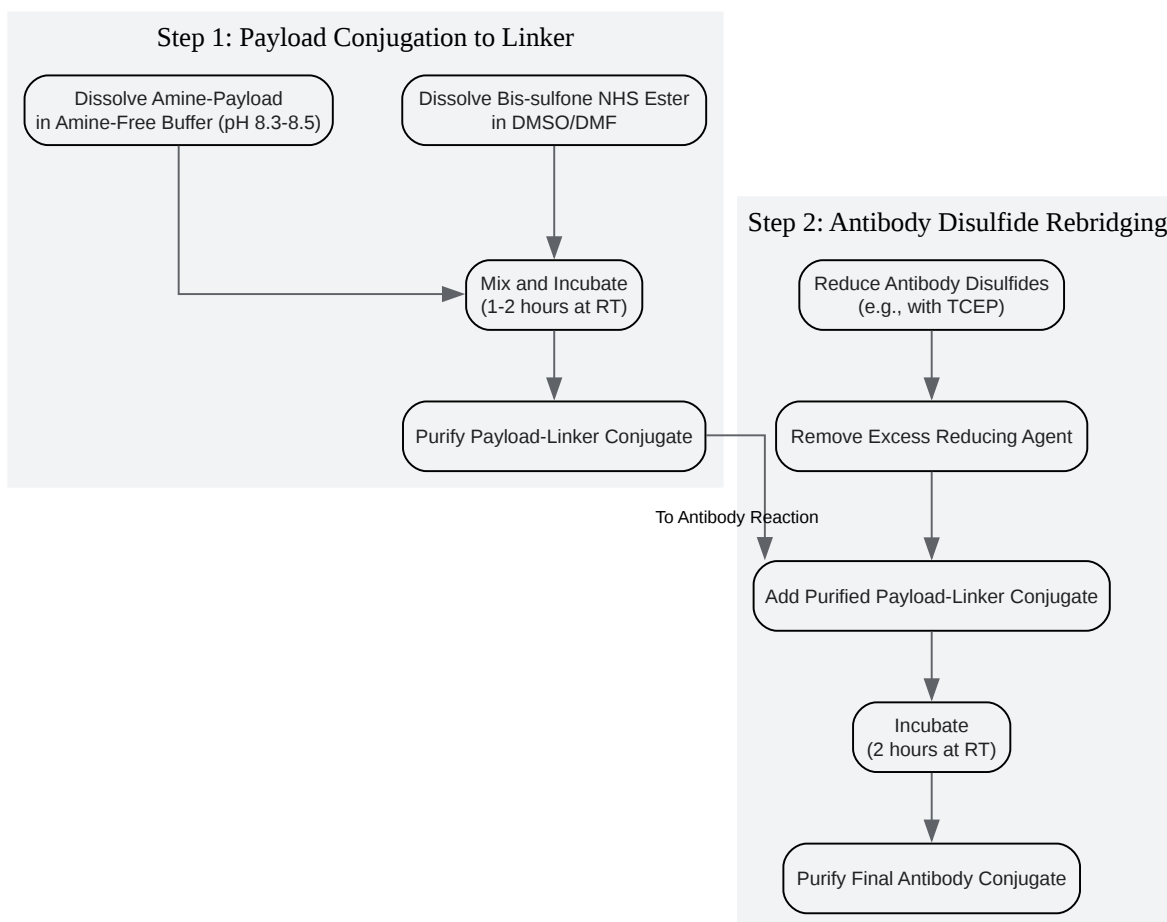 Step 1: Payload Conjugation to Linker
Dissolve Amine-Payload
in Amine-Free Buffer (pH 8.3-8.5)
Dissolve Bis-sulfone NHS Ester
in DMSO/DMF
Mix and Incubate
(1-2 hours at RT)
Purify Payload-Linker Conjugate
To Antibody Reaction
Step 2: Antibody Disulfide Rebridging
Reduce Antibody Disulfides
(e.g., with TCEP)
Remove Excess Reducing Agent
Add Purified Payload-Linker Conjugate
Incubate
(2 hours at RT)
Purify Final Antibody Conjugate